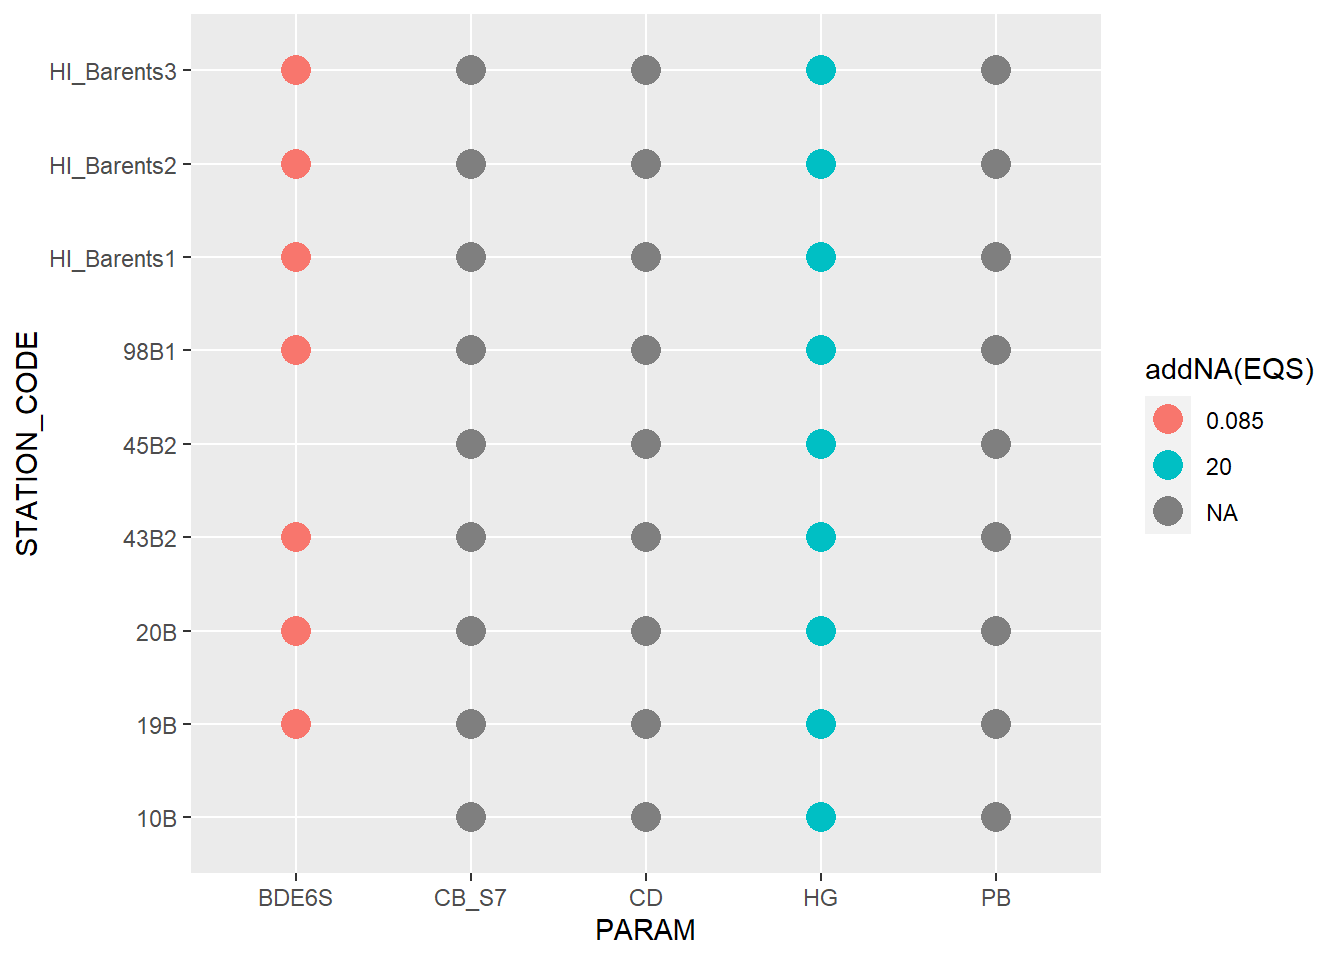 HI_Barents3
HI_Barents2
HI_Barents1
98B1
45B2
43B2
20B
19B
10B
STATION_CODE
BDE6S
CB_S7
CD
HG
PB
PARAM
addNA(EQS)
0.085
20
NA